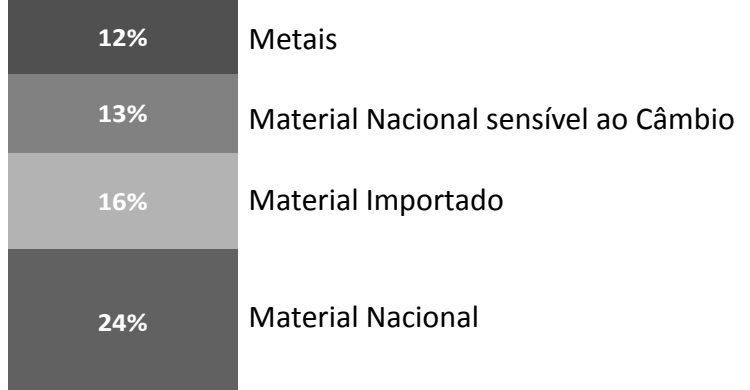 12% Metais
13% Material Nacional sensível ao Câmbio
16% Material Importado
24% Material Nacional